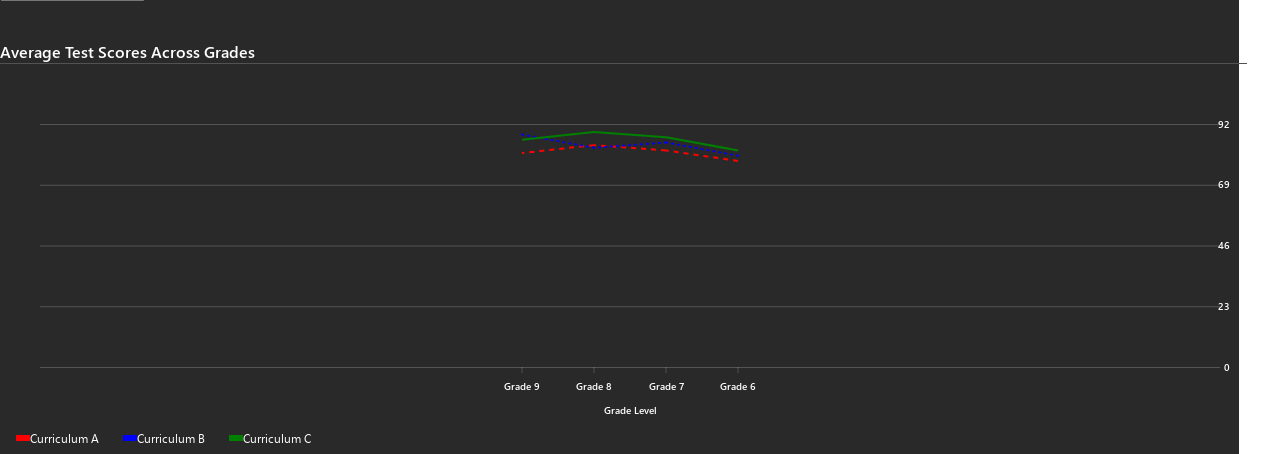 Average Test Scores Across Grades
92
69
46
23
0
Grade 9 Grade 8 Grade 7 Grade 6
Grade Level
Curriculum A Curriculum B Curriculum C